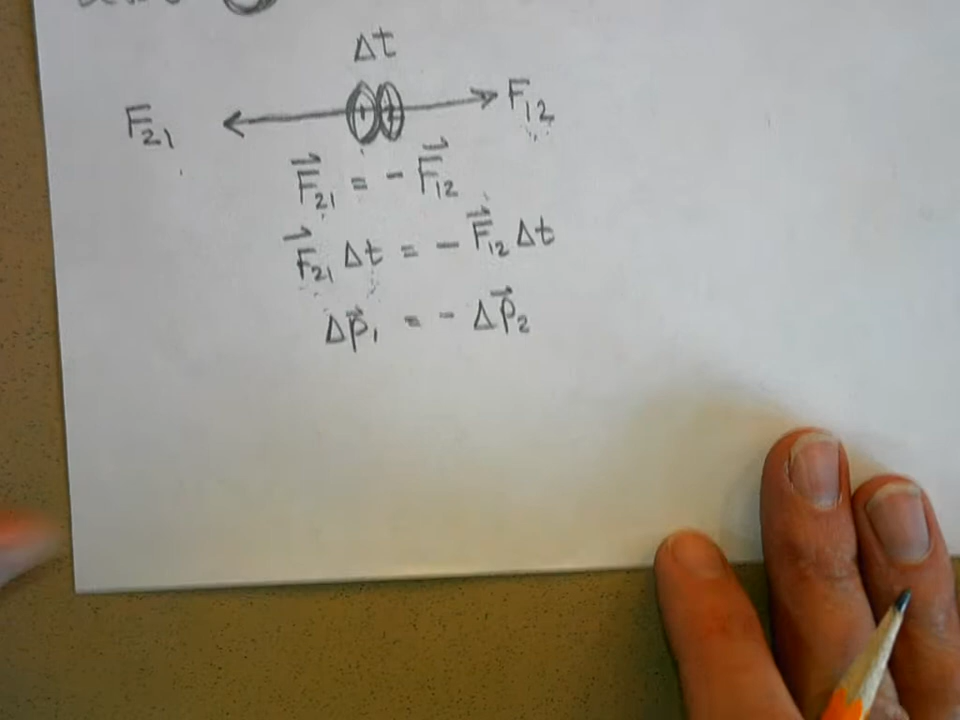 Δt
F₂₁ F₁₂
F⃗₂₁ = - F⃗₁₂
F⃗₂₁ Δt = - F⃗₁₂ Δt
Δp⃗₁ = - Δp⃗₂